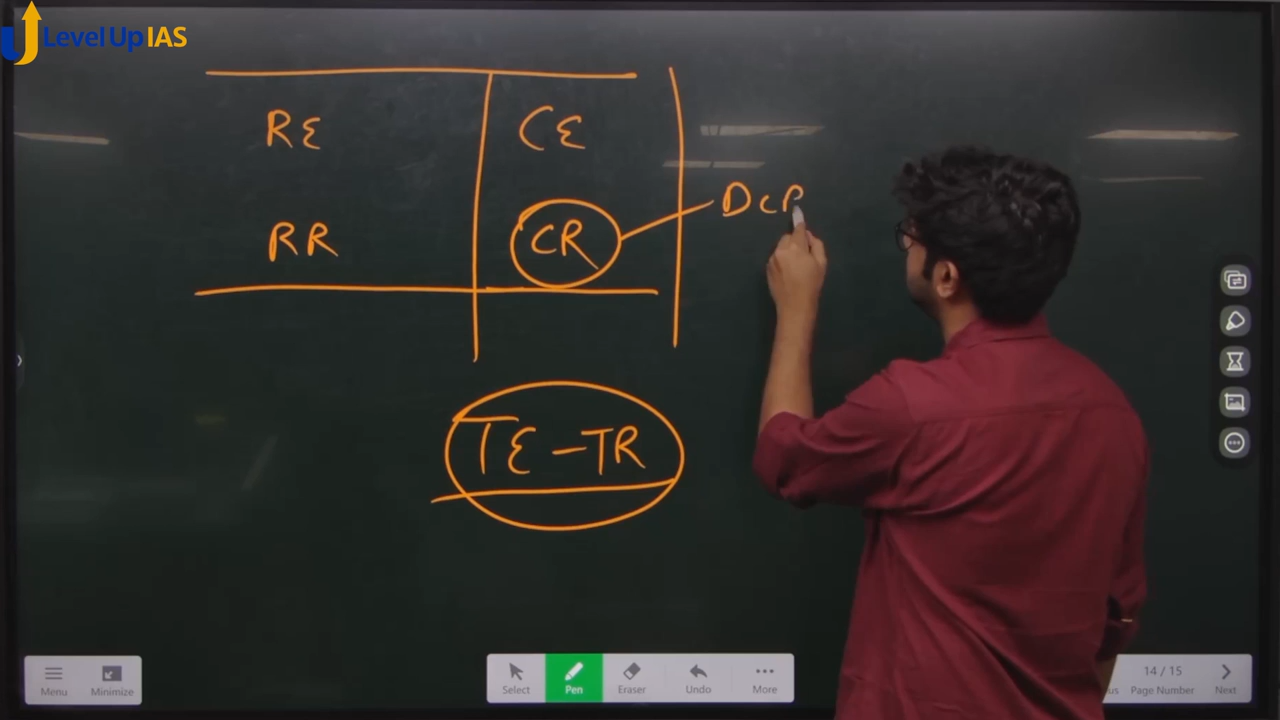 Level Up IAS
RE CE
RR CR DCR
TE - TR
Menu Minimize
Select Pen Eraser Undo More
14 / 15
Page Number Next